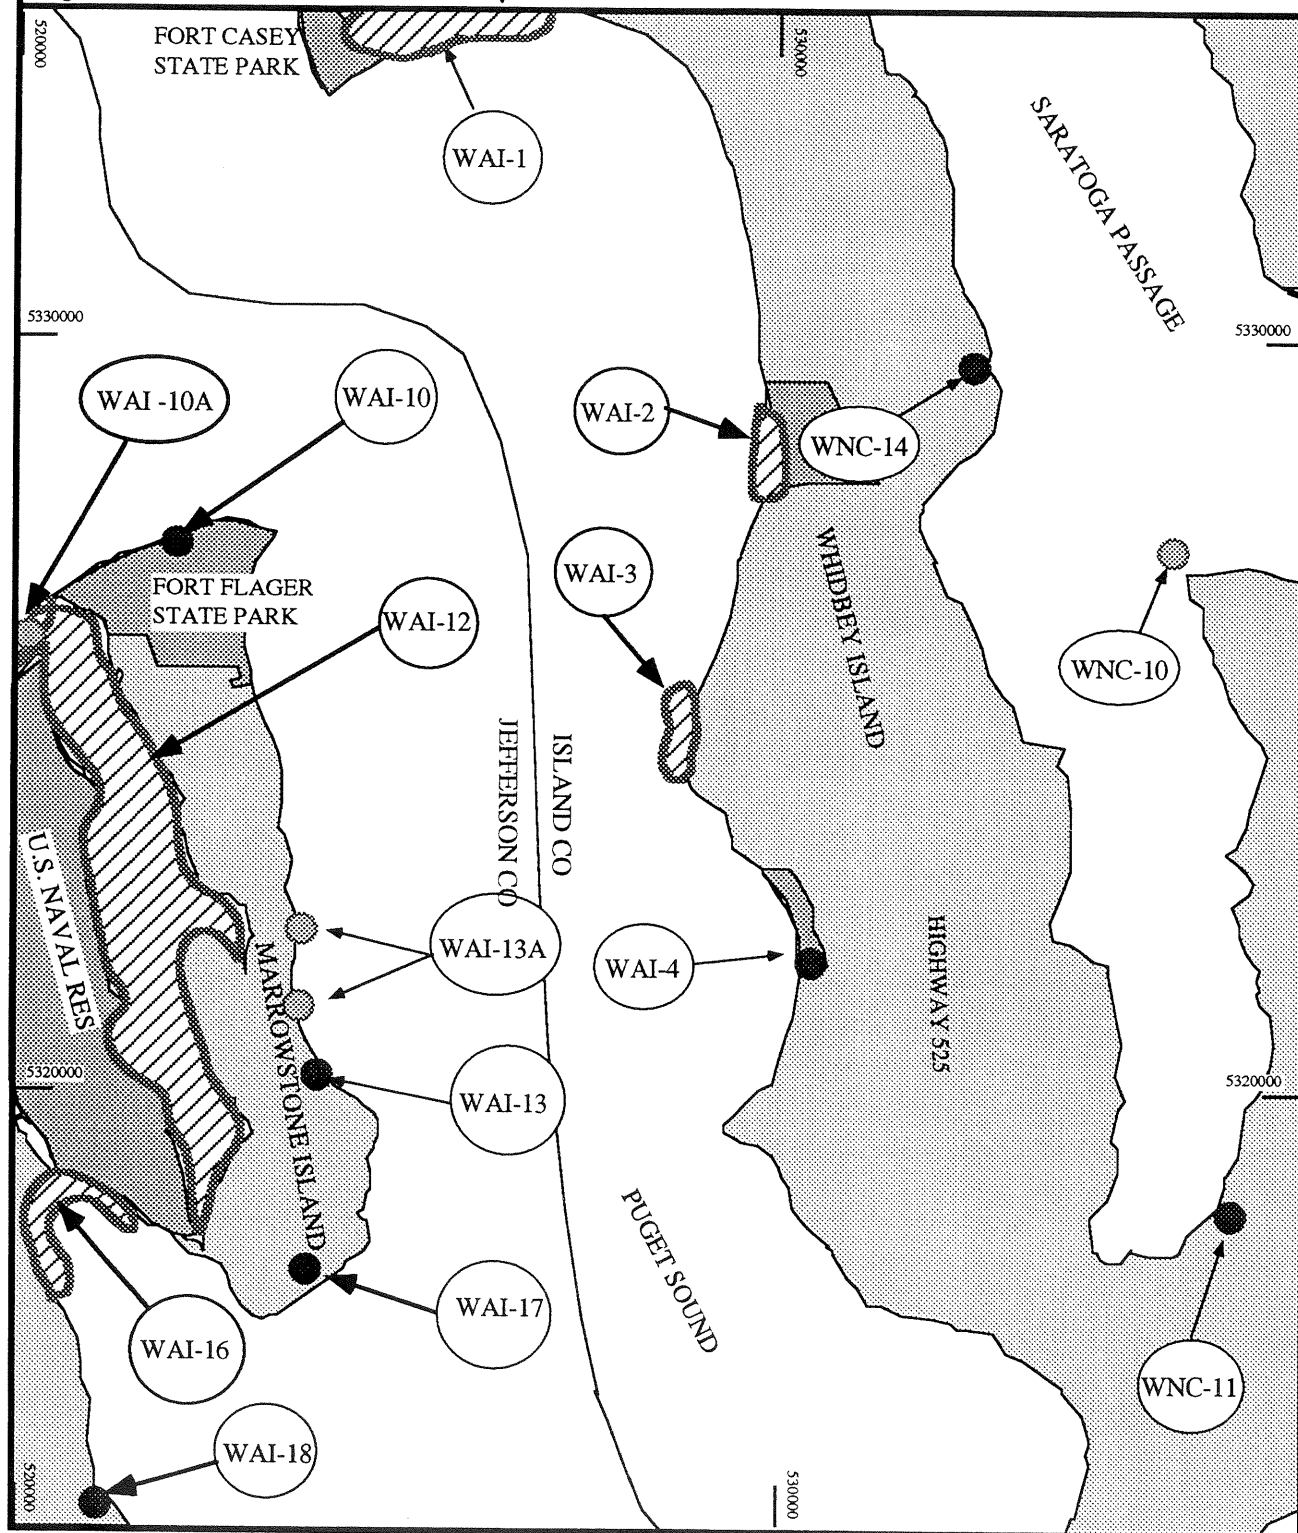 520000
FORT CASEY
STATE PARK
530000
WAI-1
SARATOGA PASSAGE
5330000
5330000
WAI -10A
WAI-10
WAI-2
WNC-14
WAI-3
WHIDBEY ISLAND
FORT FLAGER
STATE PARK
WAI-12
WNC-10
JEFFERSON CO
ISLAND CO
U.S. NAVAL RES
MARROWSTONE ISLAND
WAI-13A
WAI-4
HIGHWAY 525
5320000
5320000
WAI-13
PUGET SOUND
WAI-17
WAI-16
WNC-11
WAI-18
520000
530000